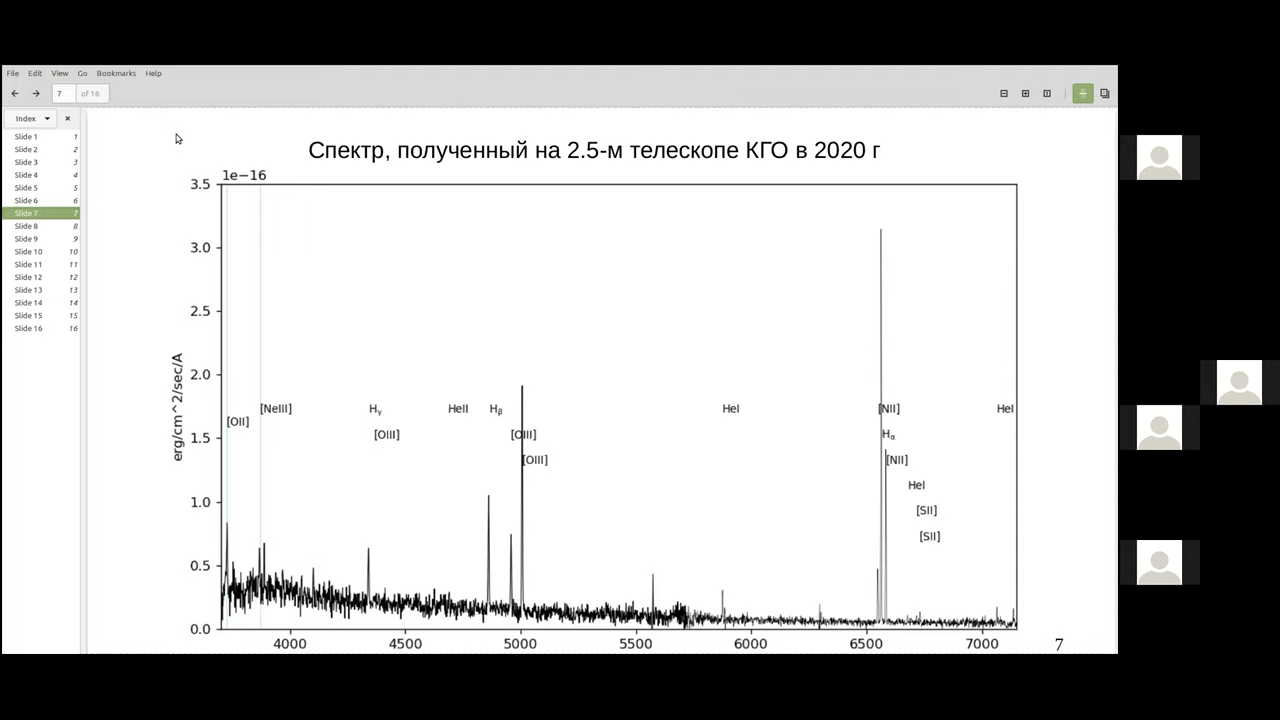 File Edit View Go Bookmarks Help
7 of 16
Index
Slide 1 1
Slide 2 2
Slide 3 3
Slide 4 4
Slide 5 5
Slide 6 6
Slide 7 7
Slide 8 8
Slide 9 9
Slide 10 10
Slide 11 11
Slide 12 12
Slide 13 13
Slide 14 14
Slide 15 15
Slide 16 16
Спектр, полученный на 2.5-м телескопе КГО в 2020 г
1e−16
3.5
3.0
2.5
2.0
1.5
1.0
0.5
0.0
erg/cm^2/sec/A
[NeIII] Hγ HeII Hβ HeI [NII] HeI
[OII]
[OIII] [OIII] Hα
[OIII] [NII]
HeI
[SII]
[SII]
4000 4500 5000 5500 6000 6500 7000
7